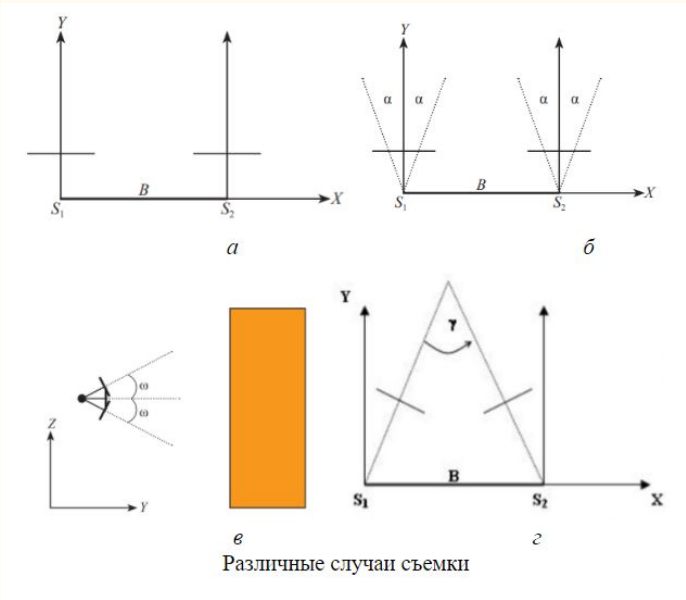 Y
B
X
S₁
S₂
а
Y
α α α α
B
X
S₁
S₂
б
ω
ω
Z
Y
в
Y
γ
B
S₁
S₂
X
г
Различные случаи съемки